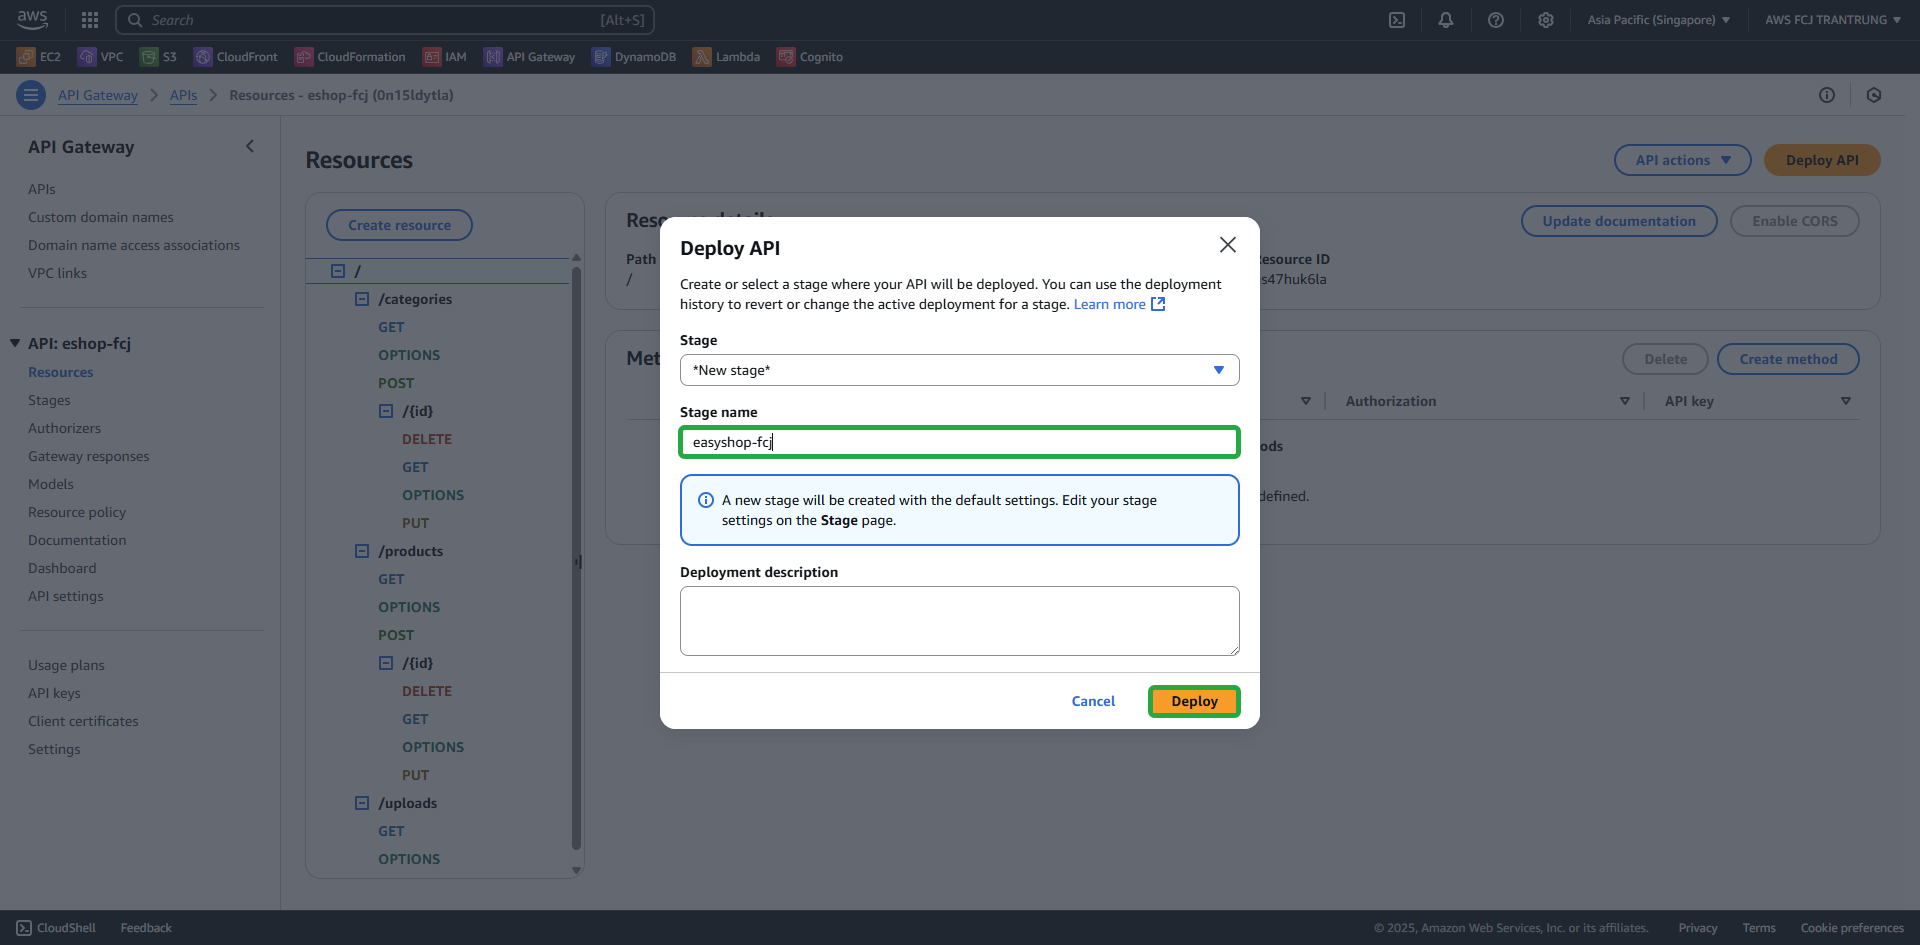 aws
Search
[Alt+S]
Asia Pacific (Singapore)
AWS FCJ TRANTRUNG
EC2
VPC
S3
CloudFront
CloudFormation
IAM
API Gateway
DynamoDB
Lambda
Cognito
API Gateway
APIs
Resources - eshop-fcj (0n15ldytla)
API Gateway
APIs
Custom domain names
Domain name access associations
VPC links
API: eshop-fcj
Resources
Stages
Authorizers
Gateway responses
Models
Resource policy
Documentation
Dashboard
API settings
Usage plans
API keys
Client certificates
Settings
Resources
API actions
Deploy API
Create resource
/
/categories
GET
OPTIONS
POST
/{id}
DELETE
GET
OPTIONS
PUT
/products
GET
OPTIONS
POST
/{id}
DELETE
GET
OPTIONS
PUT
/uploads
GET
OPTIONS
Resource details
Update documentation
Enable CORS
Path
/
Resource ID
s47huk6la
Met
Delete
Create method
Authorization
API key
ods
defined.
Deploy API
Create or select a stage where your API will be deployed. You can use the deployment
history to revert or change the active deployment for a stage. Learn more
Stage
*New stage*
Stage name
easyshop-fcj
A new stage will be created with the default settings. Edit your stage
settings on the Stage page.
Deployment description
Cancel
Deploy
CloudShell
Feedback
© 2025, Amazon Web Services, Inc. or its affiliates.
Privacy
Terms
Cookie preferences